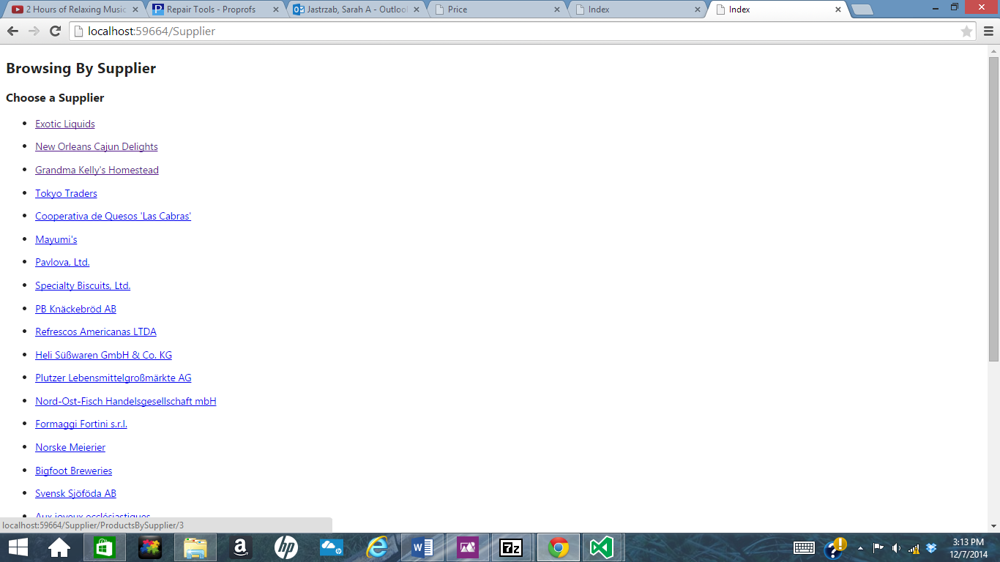 2 Hours of Relaxing Music
Repair Tools - Proprofs
Jastrzab, Sarah A - Outloo
Price
Index
Index
localhost:59664/Supplier
Browsing By Supplier
Choose a Supplier
Exotic Liquids
New Orleans Cajun Delights
Grandma Kelly's Homestead
Tokyo Traders
Cooperativa de Quesos 'Las Cabras'
Mayumi's
Pavlova, Ltd.
Specialty Biscuits, Ltd.
PB Knäckebröd AB
Refrescos Americanas LTDA
Heli Süßwaren GmbH & Co. KG
Plutzer Lebensmittelgroßmärkte AG
Nord-Ost-Fisch Handelsgesellschaft mbH
Formaggi Fortini s.r.l.
Norske Meierier
Bigfoot Breweries
Svensk Sjöföda AB
Aux joyeux ecclésiastiques
localhost:59664/Supplier/ProductsBySupplier/3
3:13 PM
12/7/2014